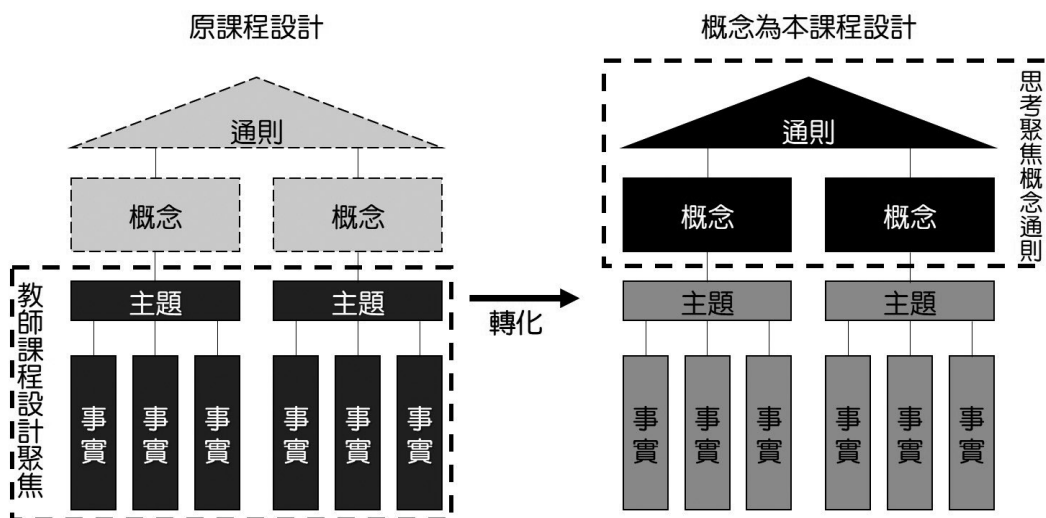 原課程設計
通則
概念
概念
教師課程設計聚焦
主題
主題
事實
事實
事實
事實
事實
事實
轉化
概念為本課程設計
思考聚焦概念通則
通則
概念
概念
主題
主題
事實
事實
事實
事實
事實
事實